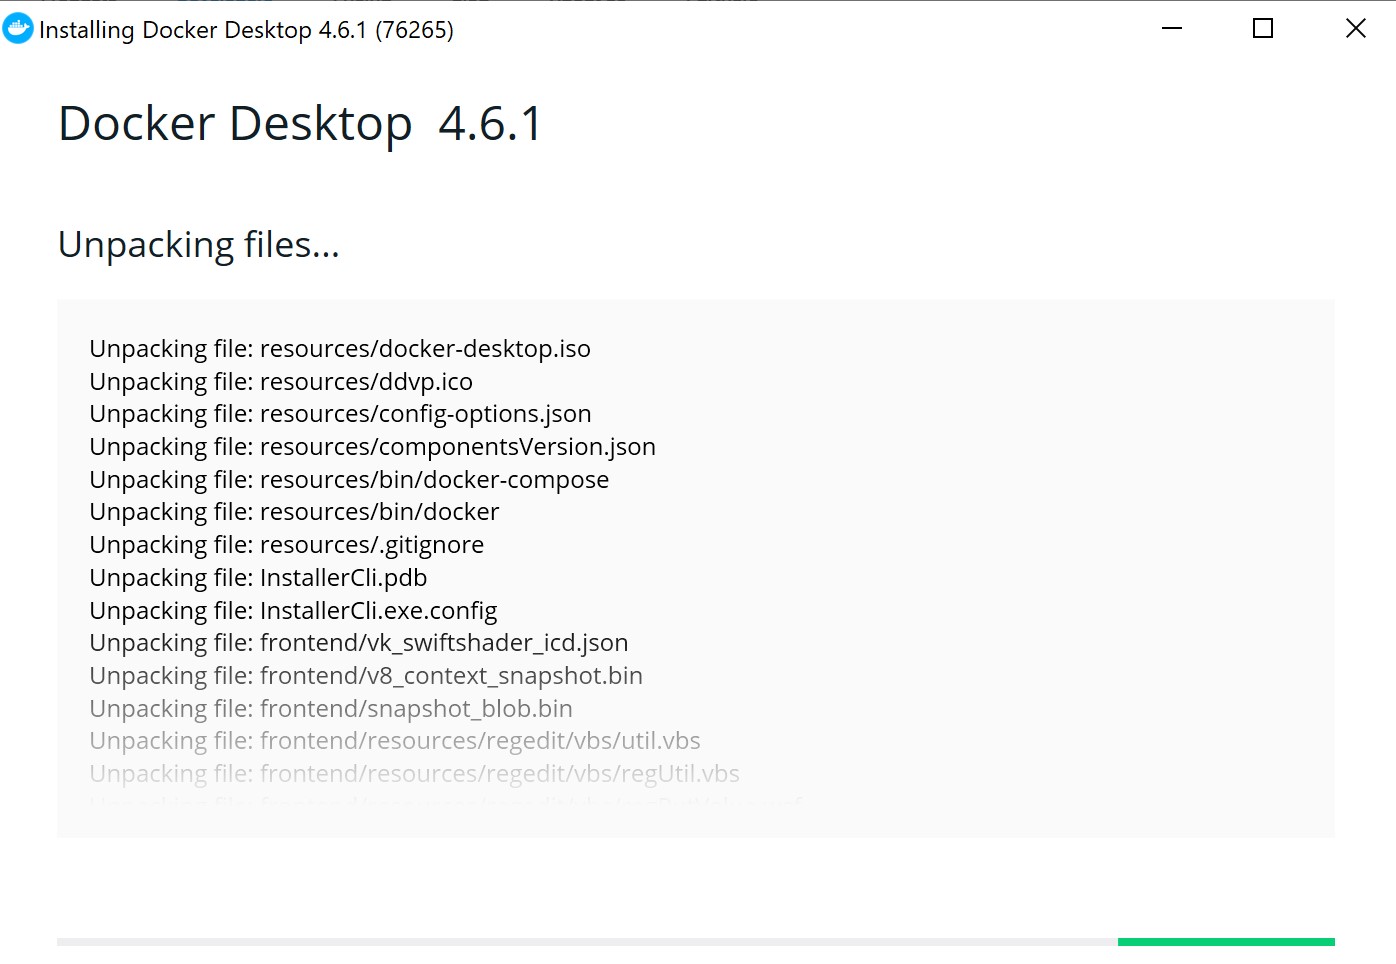 Installing Docker Desktop 4.6.1 (76265)
Docker Desktop 4.6.1
Unpacking files...
Unpacking file: resources/docker-desktop.iso
Unpacking file: resources/ddvp.ico
Unpacking file: resources/config-options.json
Unpacking file: resources/componentsVersion.json
Unpacking file: resources/bin/docker-compose
Unpacking file: resources/bin/docker
Unpacking file: resources/.gitignore
Unpacking file: InstallerCli.pdb
Unpacking file: InstallerCli.exe.config
Unpacking file: frontend/vk_swiftshader_icd.json
Unpacking file: frontend/v8_context_snapshot.bin
Unpacking file: frontend/snapshot_blob.bin
Unpacking file: frontend/resources/regedit/vbs/util.vbs
Unpacking file: frontend/resources/regedit/vbs/regUtil.vbs